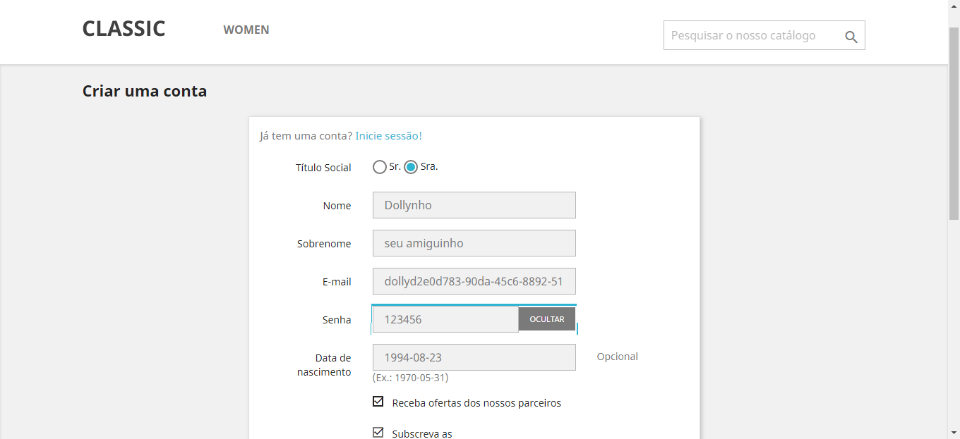 CLASSIC WOMEN Pesquisar o nosso catálogo
Criar uma conta
Já tem uma conta? Inicie sessão!
Título Social Sr. Sra.
Nome Dollynho
Sobrenome seu amiguinho
E-mail dollyd2e0d783-90da-45c6-8892-51
Senha 123456 OCULTAR
Data de nascimento 1994-08-23 Opcional
(Ex.: 1970-05-31)
Receba ofertas dos nossos parceiros
Subscreva as